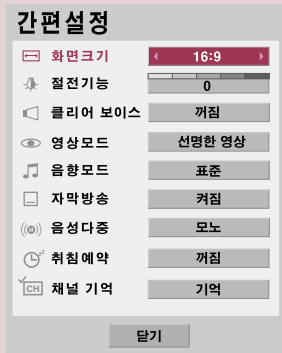 간편설정
화면크기 16:9
절전기능 0
클리어 보이스 꺼짐
영상모드 선명한 영상
음향모드 표준
자막방송 켜짐
음성다중 모노
취침예약 꺼짐
CH 채널 기억 기억
닫기